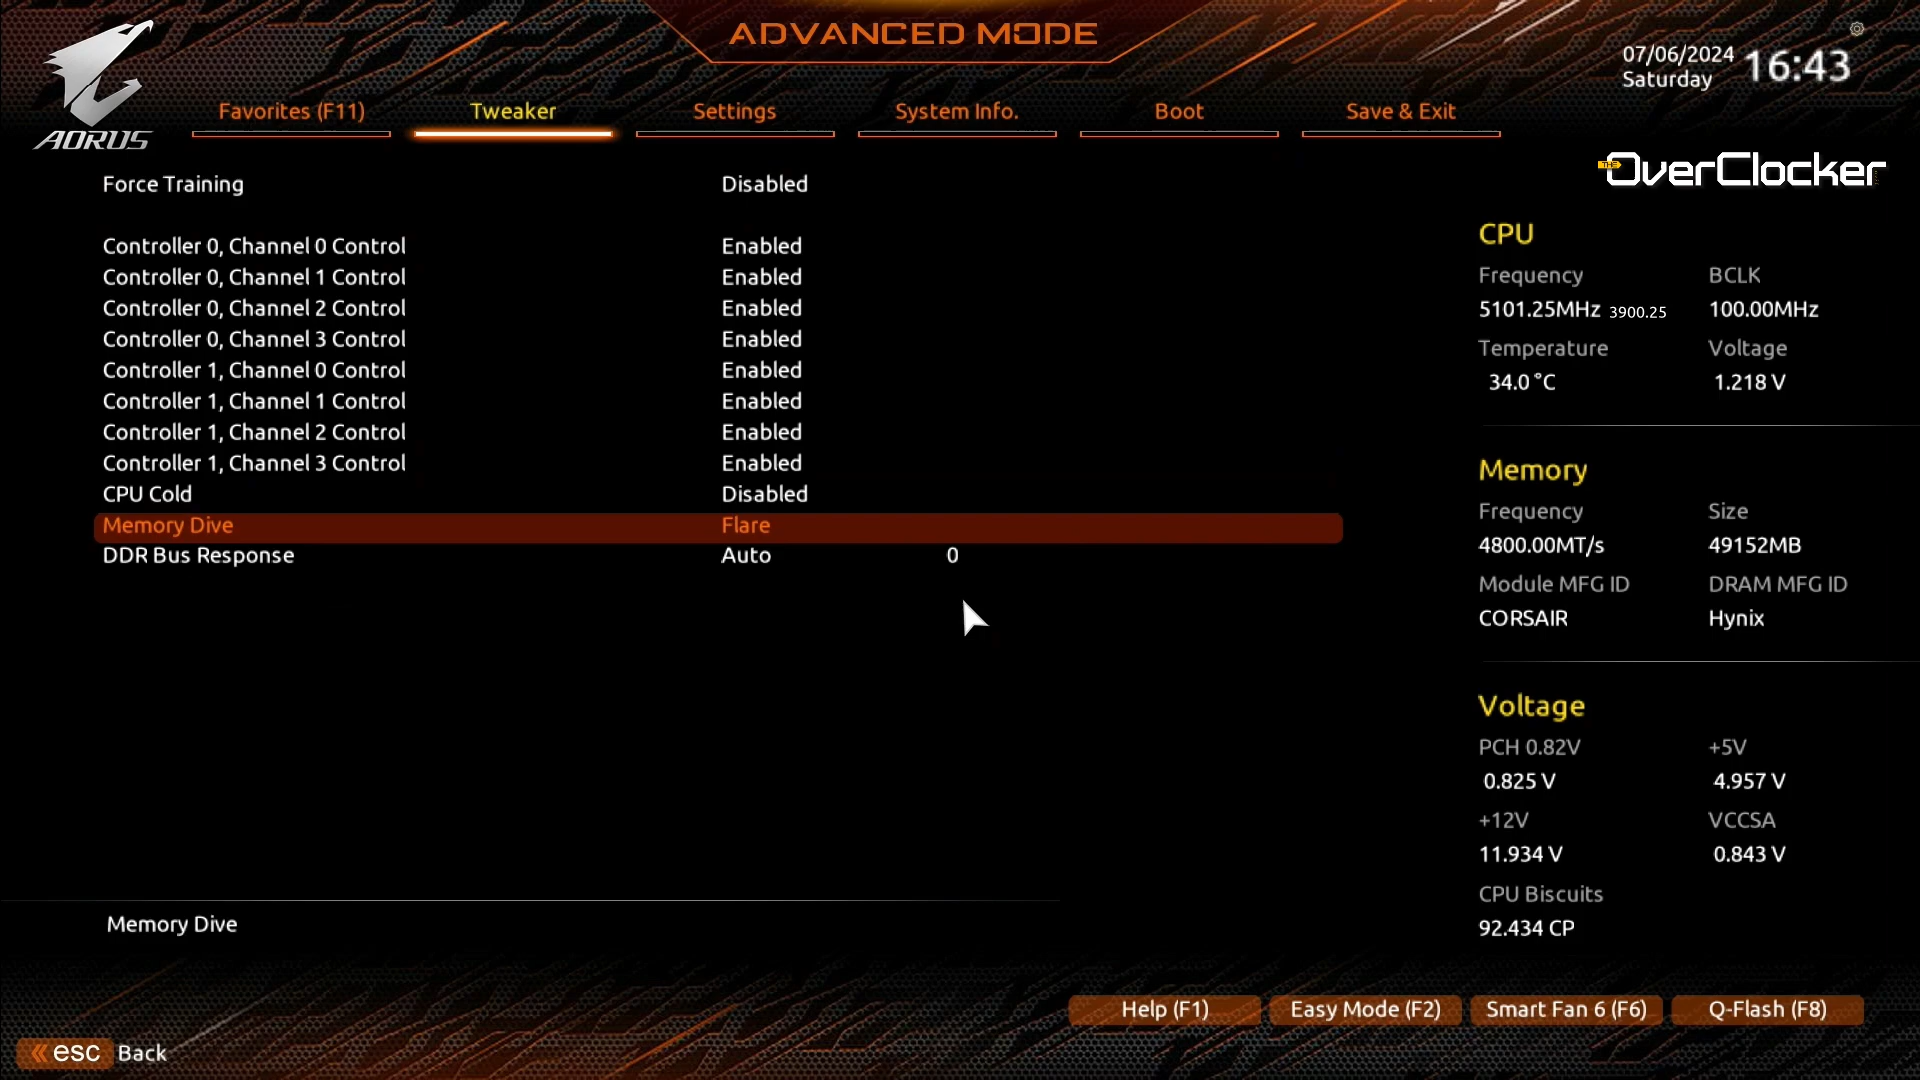 ADVANCED MODE
07/06/2024
Saturday
16:43
AORUS
Favorites (F11)
Tweaker
Settings
System Info.
Boot
Save & Exit
THE OverClocker
Force Training Disabled
Controller 0, Channel 0 Control Enabled
Controller 0, Channel 1 Control Enabled
Controller 0, Channel 2 Control Enabled
Controller 0, Channel 3 Control Enabled
Controller 1, Channel 0 Control Enabled
Controller 1, Channel 1 Control Enabled
Controller 1, Channel 2 Control Enabled
Controller 1, Channel 3 Control Enabled
CPU Cold Disabled
Memory Dive Flare
DDR Bus Response Auto 0
CPU
Frequency BCLK
5101.25MHz 3900.25 100.00MHz
Temperature Voltage
34.0 °C 1.218 V
Memory
Frequency Size
4800.00MT/s 49152MB
Module MFG ID DRAM MFG ID
CORSAIR Hynix
Voltage
PCH 0.82V +5V
0.825 V 4.957 V
+12V VCCSA
11.934 V 0.843 V
CPU Biscuits
92.434 CP
Memory Dive
Help (F1)
Easy Mode (F2)
Smart Fan 6 (F6)
Q-Flash (F8)
esc Back